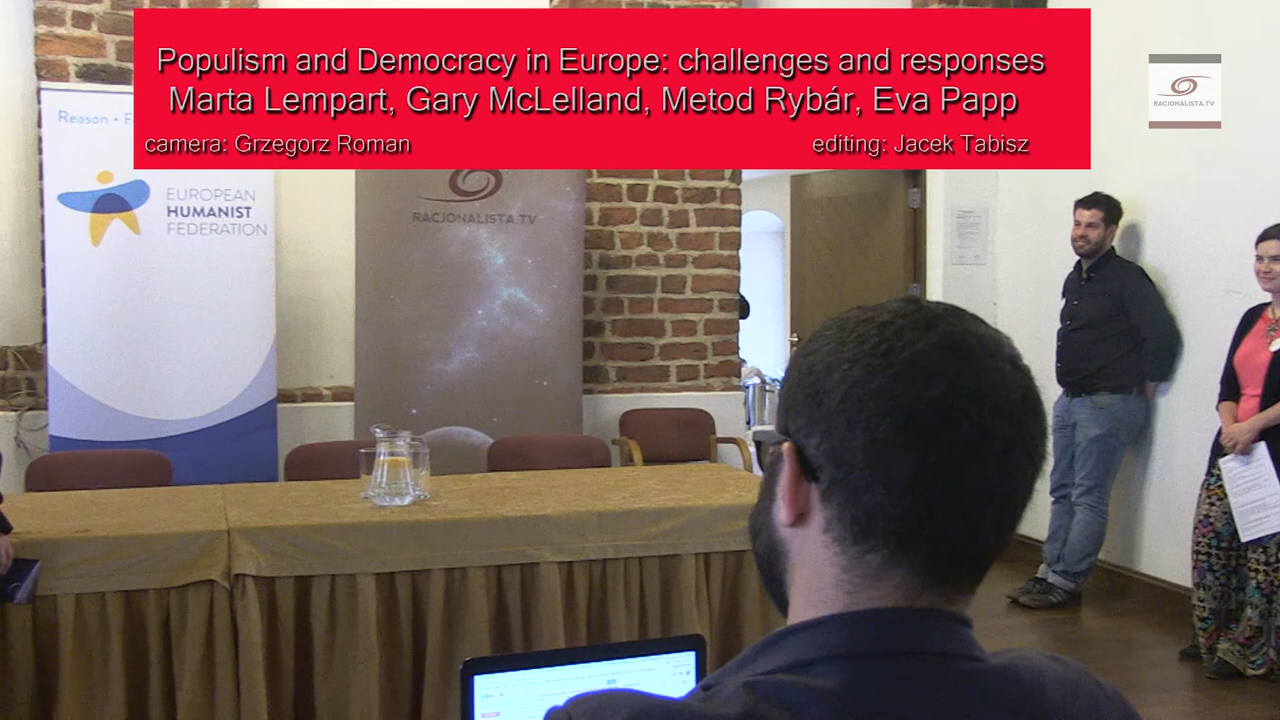 Populism and Democracy in Europe: challenges and responses
Marta Lempart, Gary McLelland, Metod Rybár, Eva Papp
camera: Grzegorz Roman
editing: Jacek Tabisz
RACJONALISTA.TV
Reason •
EUROPEAN
HUMANIST
FEDERATION
RACJONALISTA.TV